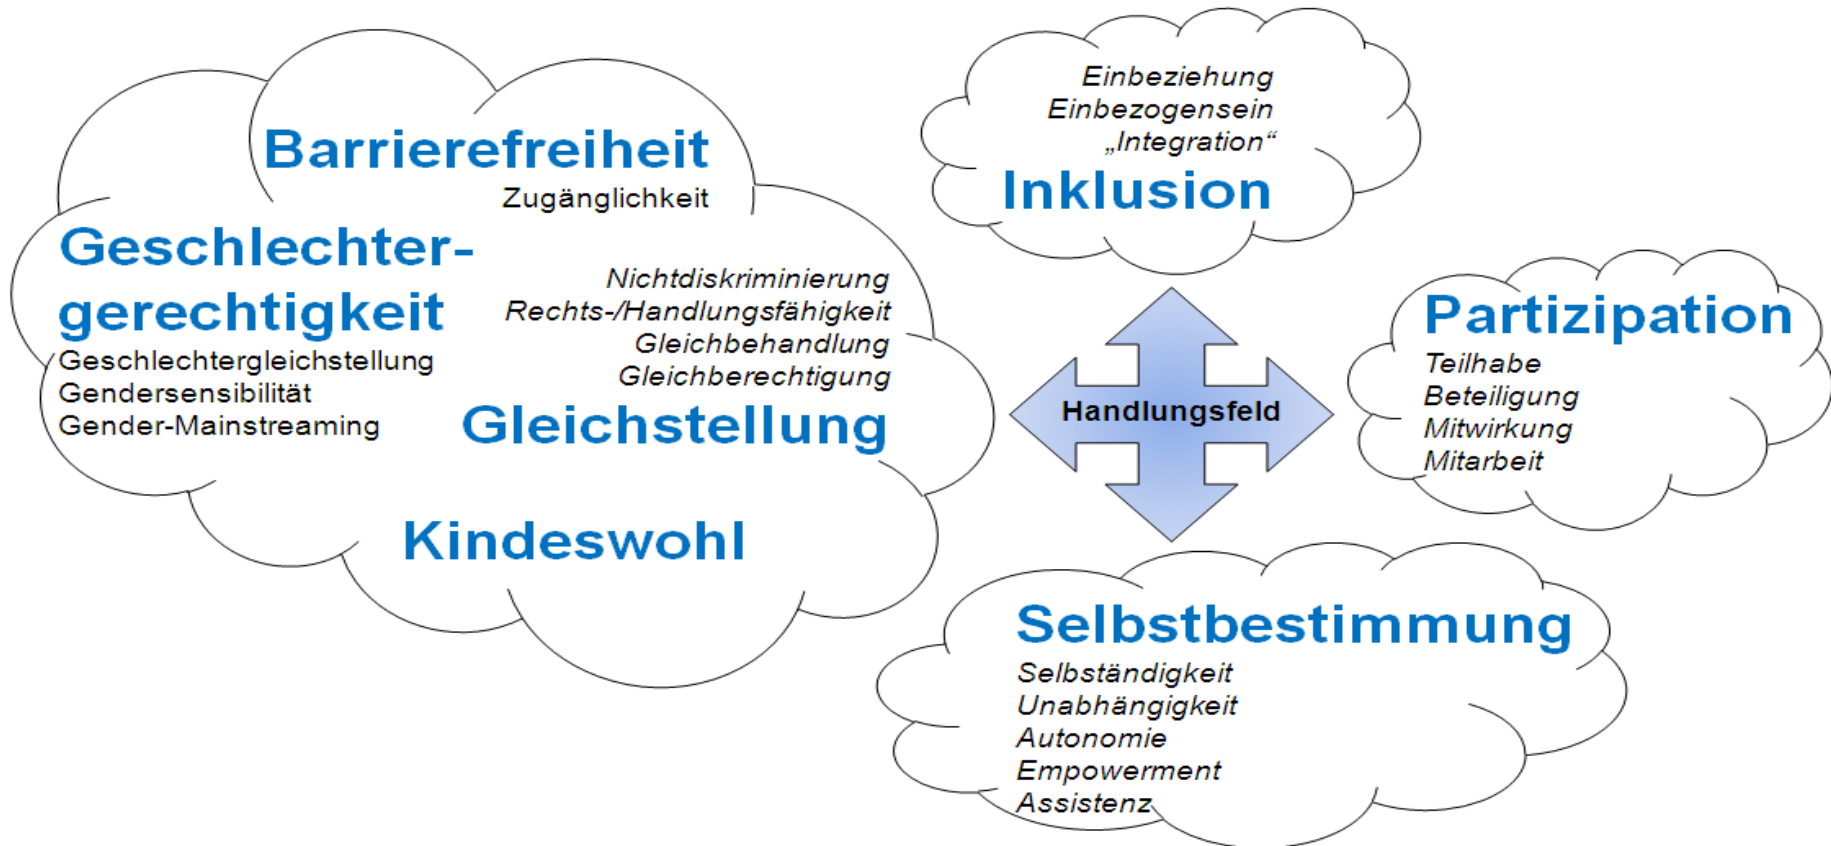 Barrierefreiheit
Zugänglichkeit
Geschlechter-
gerechtigkeit
Geschlechtergleichstellung
Gendersensibilität
Gender-Mainstreaming
Nichtdiskriminierung
Rechts-/Handlungsfähigkeit
Gleichbehandlung
Gleichberechtigung
Gleichstellung
Kindeswohl
Einbeziehung
Einbezogensein
„Integration“
Inklusion
Handlungsfeld
Partizipation
Teilhabe
Beteiligung
Mitwirkung
Mitarbeit
Selbstbestimmung
Selbständigkeit
Unabhängigkeit
Autonomie
Empowerment
Assistenz